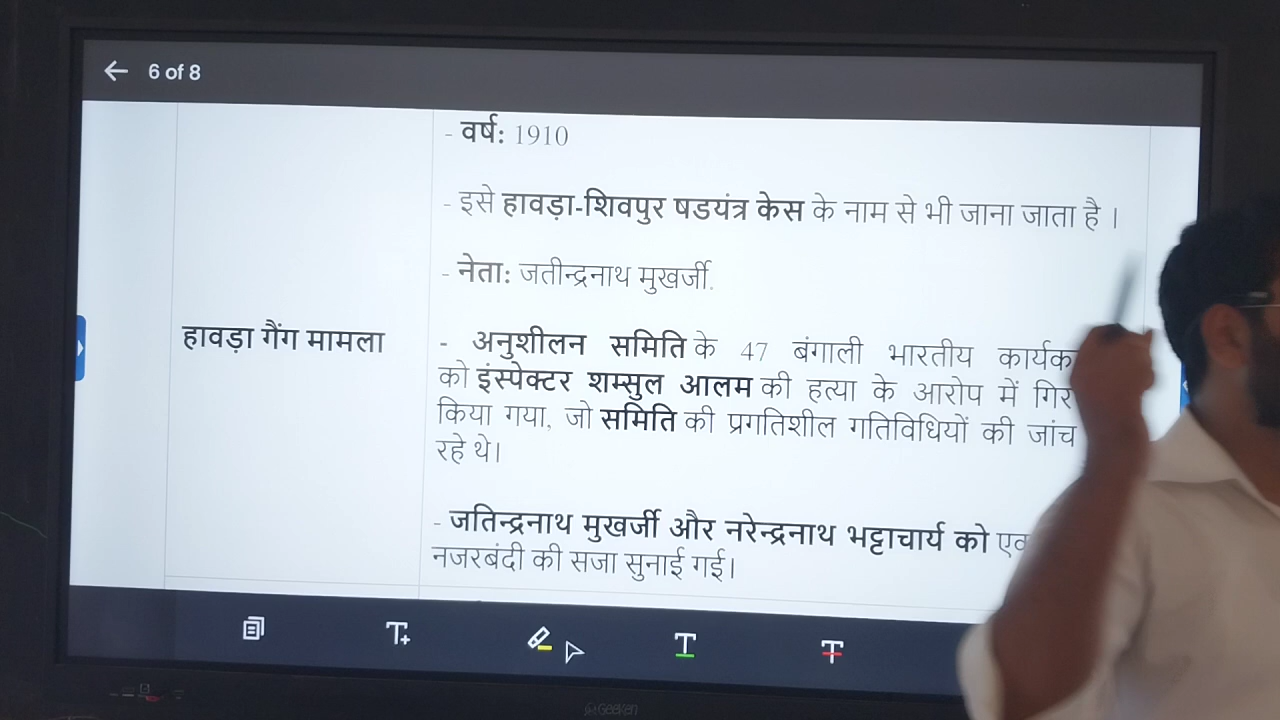 6 of 8
- वर्ष: 1910
- इसे हावड़ा-शिवपुर षडयंत्र केस के नाम से भी जाना जाता है ।
- नेता: जतीन्द्रनाथ मुखर्जी.
हावड़ा गैंग मामला
- अनुशीलन समिति के 47 बंगाली भारतीय
को इंस्पेक्टर शम्सुल आलम की हत्या के आरोप में
किया गया, जो समिति की प्रगतिशील गतिविधियों की जांच
रहे थे।
- जतिन्द्रनाथ मुखर्जी और नरेन्द्रनाथ भट्टाचार्य को
नजरबंदी की सजा सुनाई गई।
Geeken